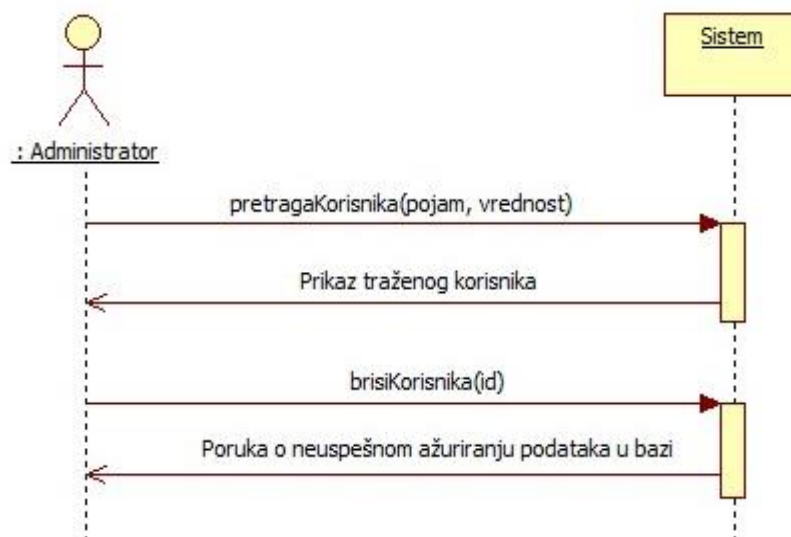 Sistem
: Administrator
pretragaKorisnika(pojam, vrednost)
Prikaz traženog korisnika
brisiKorisnika(id)
Poruka o neuspešnom ažuriranju podataka u bazi